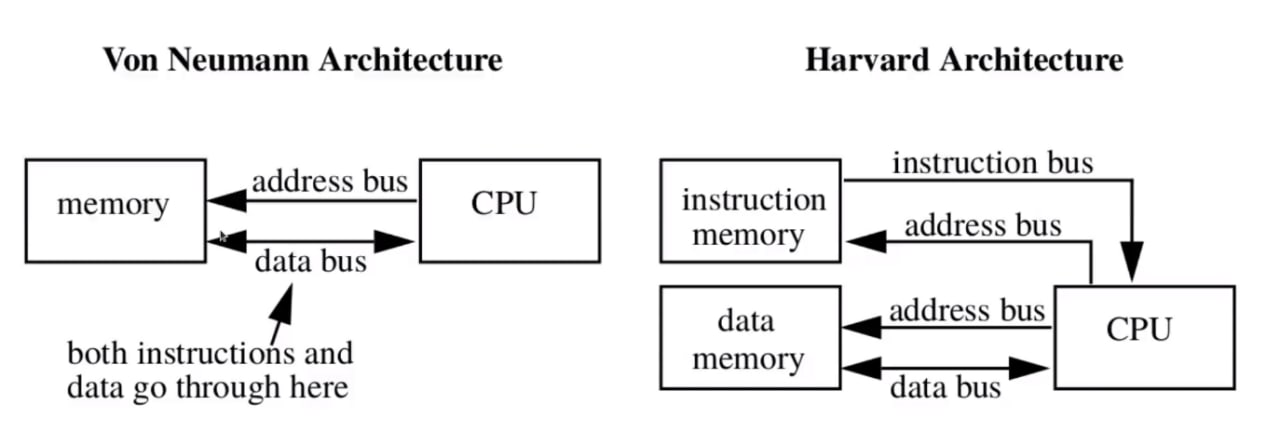 Von Neumann Architecture
memory
address bus
CPU
data bus
both instructions and
data go through here
Harvard Architecture
instruction
memory
instruction bus
address bus
data
memory
address bus
CPU
data bus